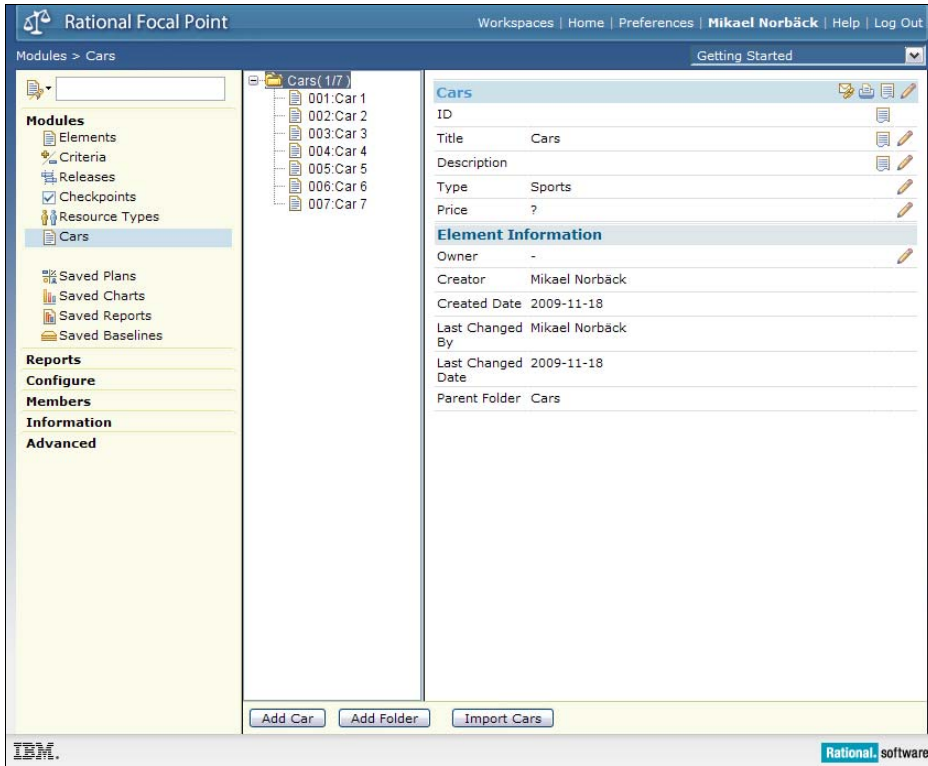 Rational Focal Point
Workspaces | Home | Preferences | Mikael Norbäck | Help | Log Out
Modules > Cars
Getting Started
Modules
Elements
Criteria
Releases
Checkpoints
Resource Types
Cars
Saved Plans
Saved Charts
Saved Reports
Saved Baselines
Reports
Configure
Members
Information
Advanced
Cars(1/7 )
001:Car 1
002:Car 2
003:Car 3
004:Car 4
005:Car 5
006:Car 6
007:Car 7
Cars
ID
Title Cars
Description
Type Sports
Price ?
Element Information
Owner -
Creator Mikael Norbäck
Created Date 2009-11-18
Last Changed By Mikael Norbäck
Last Changed Date 2009-11-18
Parent Folder Cars
Add Car Add Folder Import Cars
IBM.
Rational. software